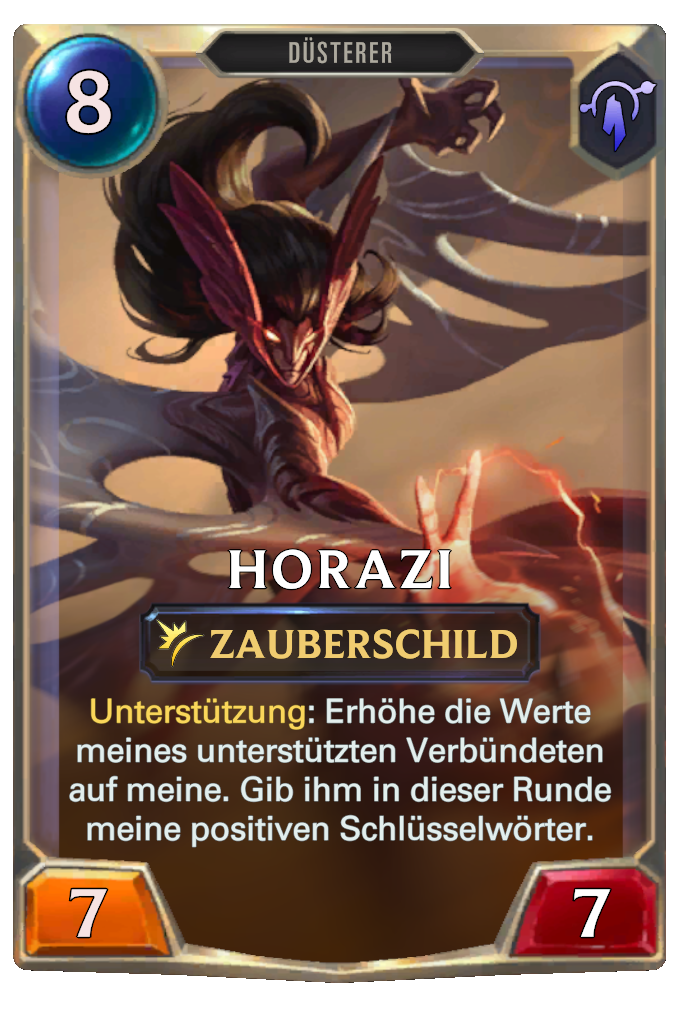 DÜSTERER
8
HORAZI
ZAUBERSCHILD
Unterstützung: Erhöhe die Werte
meines unterstützten Verbündeten
auf meine. Gib ihm in dieser Runde
meine positiven Schlüsselwörter.
7 7